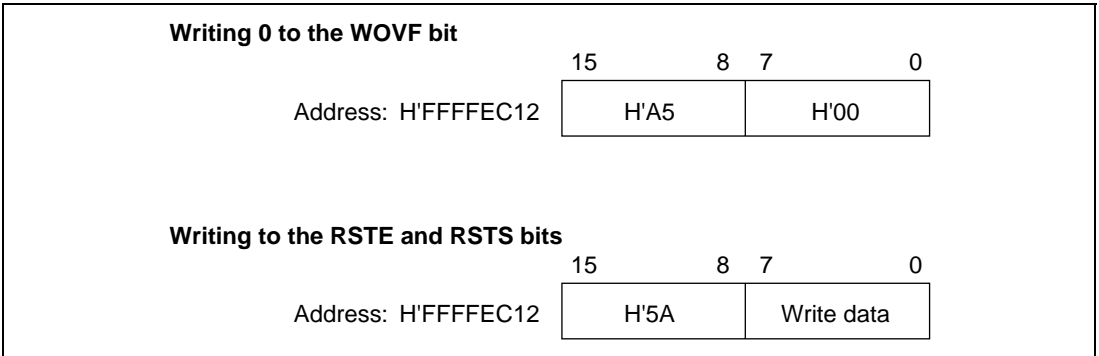 Writing 0 to the WOVF bit
15 8 7 0
Address: H'FFFFEC12 H'A5 H'00
Writing to the RSTE and RSTS bits
15 8 7 0
Address: H'FFFFEC12 H'5A Write data